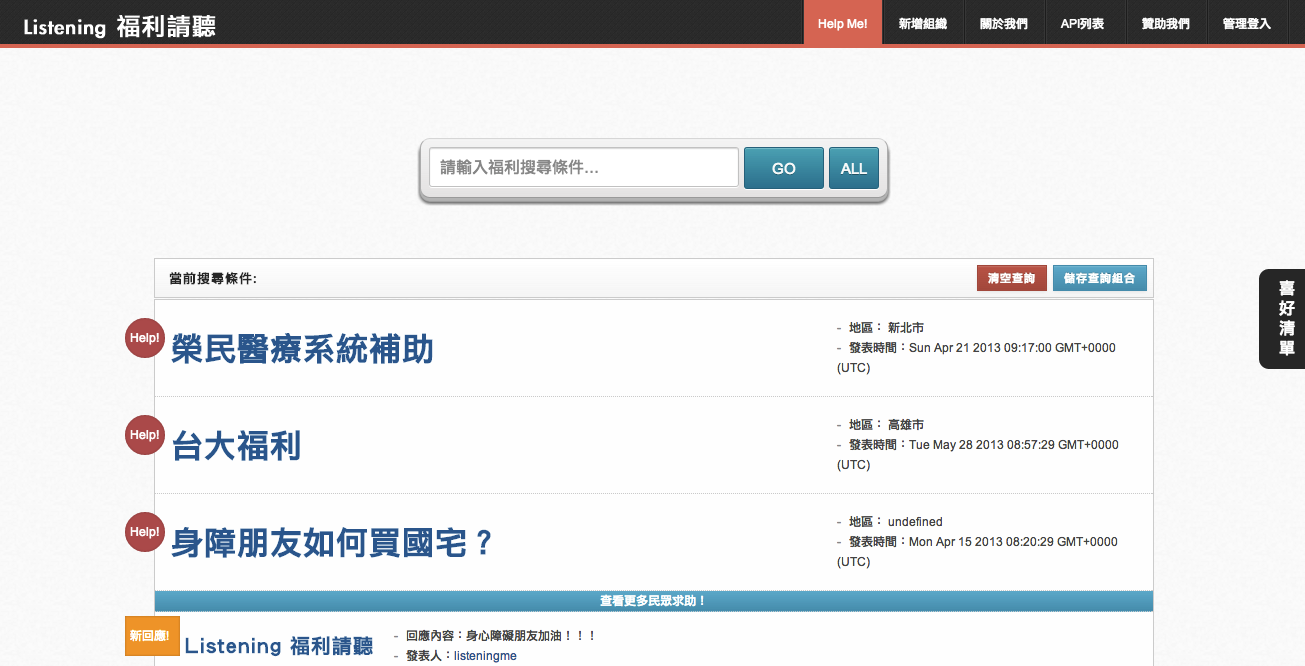 Listening 福利請聽
Help Me!
新增組織
關於我們
API列表
贊助我們
管理登入
請輸入福利搜尋條件...
GO
ALL
當前搜尋條件:
清空查詢
儲存查詢組合
喜好清單
Help!
榮民醫療系統補助
- 地區： 新北市
- 發表時間：Sun Apr 21 2013 09:17:00 GMT+0000
(UTC)
Help!
台大福利
- 地區： 高雄市
- 發表時間：Tue May 28 2013 08:57:29 GMT+0000
(UTC)
Help!
身障朋友如何買國宅？
- 地區： undefined
- 發表時間：Mon Apr 15 2013 08:20:29 GMT+0000
(UTC)
查看更多民眾求助！
新回應!
Listening 福利請聽
- 回應內容：身心障礙朋友加油！！！
- 發表人：listeningme